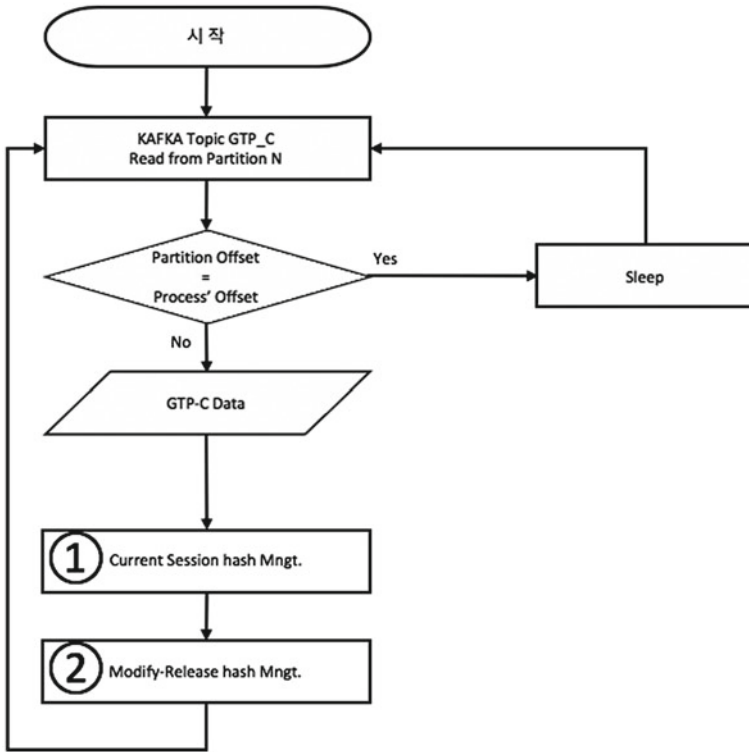 시 작
KAFKA Topic GTP_C
Read from Partition N
Partition Offset
=
Process' Offset
Yes
Sleep
No
GTP-C Data
① Current Session hash Mngt.
② Modify-Release hash Mngt.